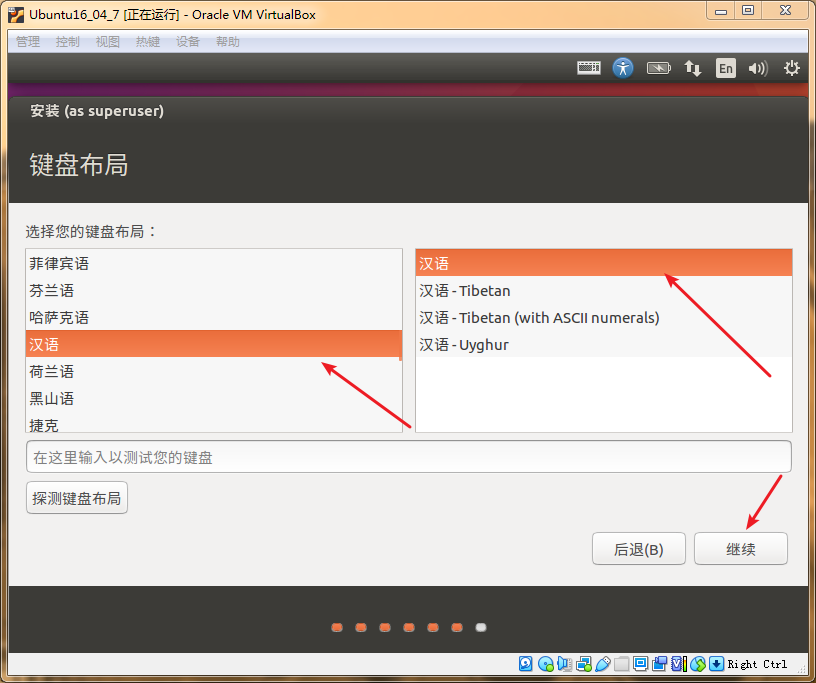 Ubuntu16_04_7 [正在运行] - Oracle VM VirtualBox
管理 控制 视图 热键 设备 帮助
En
安装 (as superuser)
键盘布局
选择您的键盘布局：
菲律宾语
芬兰语
哈萨克语
汉语
荷兰语
黑山语
捷克
汉语
汉语 - Tibetan
汉语 - Tibetan (with ASCII numerals)
汉语 - Uyghur
在这里输入以测试您的键盘
探测键盘布局
后退(B) 继续
Right Ctrl